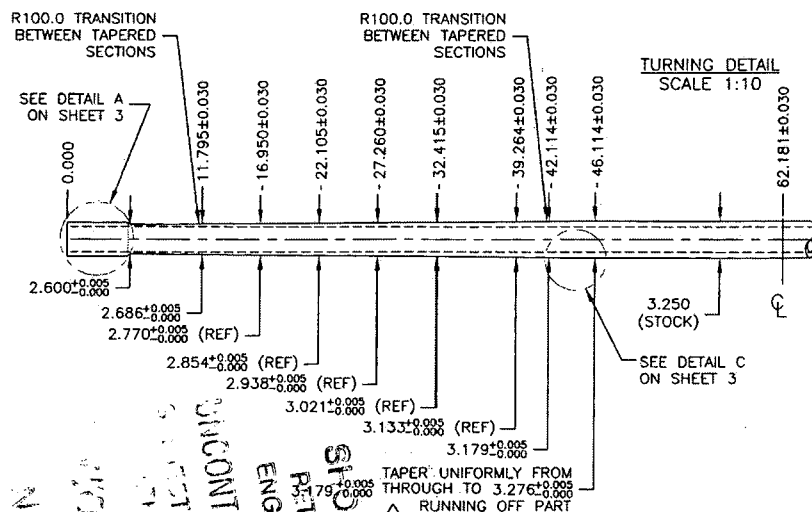 R100.0 TRANSITION
BETWEEN TAPERED
SECTIONS
R100.0 TRANSITION
BETWEEN TAPERED
SECTIONS
TURNING DETAIL
SCALE 1:10
SEE DETAIL A
ON SHEET 3
0.000
11.795±0.030
16.950±0.030
22.105±0.030
27.260±0.030
32.415±0.030
39.264±0.030
42.114±0.030
46.114±0.030
62.181±0.030
2.600+0.005-0.000
2.686+0.005-0.000
2.770+0.005-0.000 (REF)
2.854+0.005-0.000 (REF)
2.938+0.005-0.000 (REF)
3.021+0.005-0.000 (REF)
3.133+0.005-0.000 (REF)
3.179+0.005-0.000
3.250
(STOCK)
SEE DETAIL C
ON SHEET 3
TAPER UNIFORMLY FROM
3.179+0.005-0.000 THROUGH TO 3.276+0.005-0.000
RUNNING OFF PART
UNCONT
ENG
RET